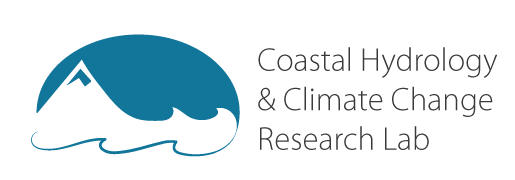 Coastal Hydrology
& Climate Change
Research Lab